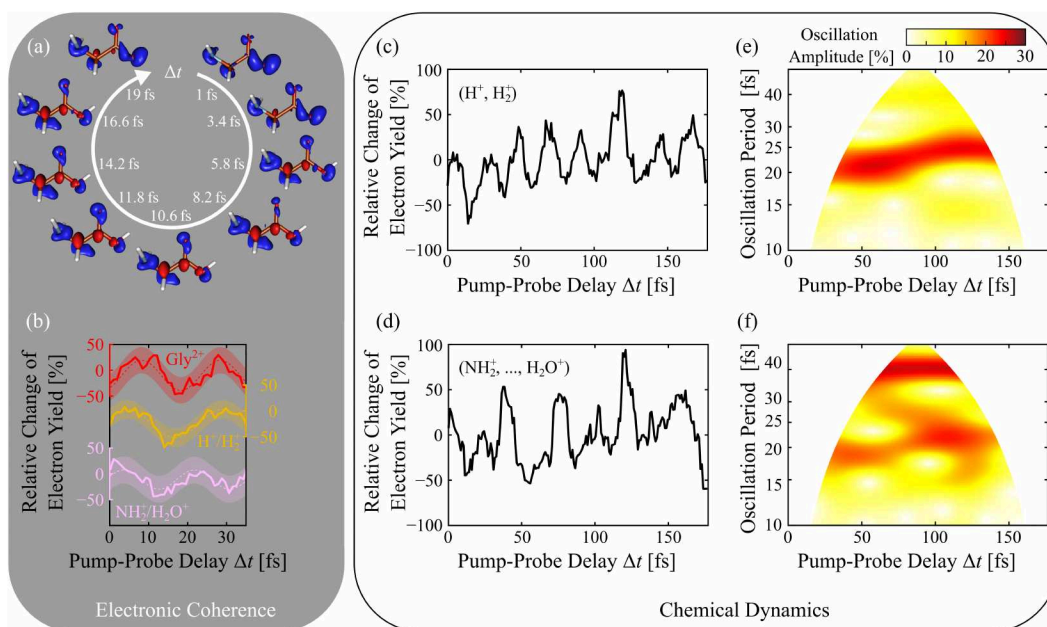 (a)
Δt
19 fs
1 fs
16.6 fs
3.4 fs
14.2 fs
5.8 fs
11.8 fs
8.2 fs
10.6 fs
(b)
Relative Change of
Electron Yield [%]
50
0
−50
Gly²⁺
50
0
−50
H⁺/H₂⁺
50
0
−50
NH₂⁺/H₂O⁺
0 10 20 30
Pump-Probe Delay Δt [fs]
Electronic Coherence
(c)
Relative Change of
Electron Yield [%]
100
50
0
−50
−100
(H⁺, H₂⁺)
0 50 100 150
Pump-Probe Delay Δt [fs]
(d)
Relative Change of
Electron Yield [%]
100
50
0
−50
−100
(NH₂⁺, ..., H₂O⁺)
0 50 100 150
Pump-Probe Delay Δt [fs]
(e)
Oscillation
Amplitude [%]
0 10 20 30
Oscillation Period [fs]
40
30
25
20
15
10
0 50 100 150
Pump-Probe Delay Δt [fs]
(f)
Oscillation Period [fs]
40
30
25
20
15
10
0 50 100 150
Pump-Probe Delay Δt [fs]
Chemical Dynamics